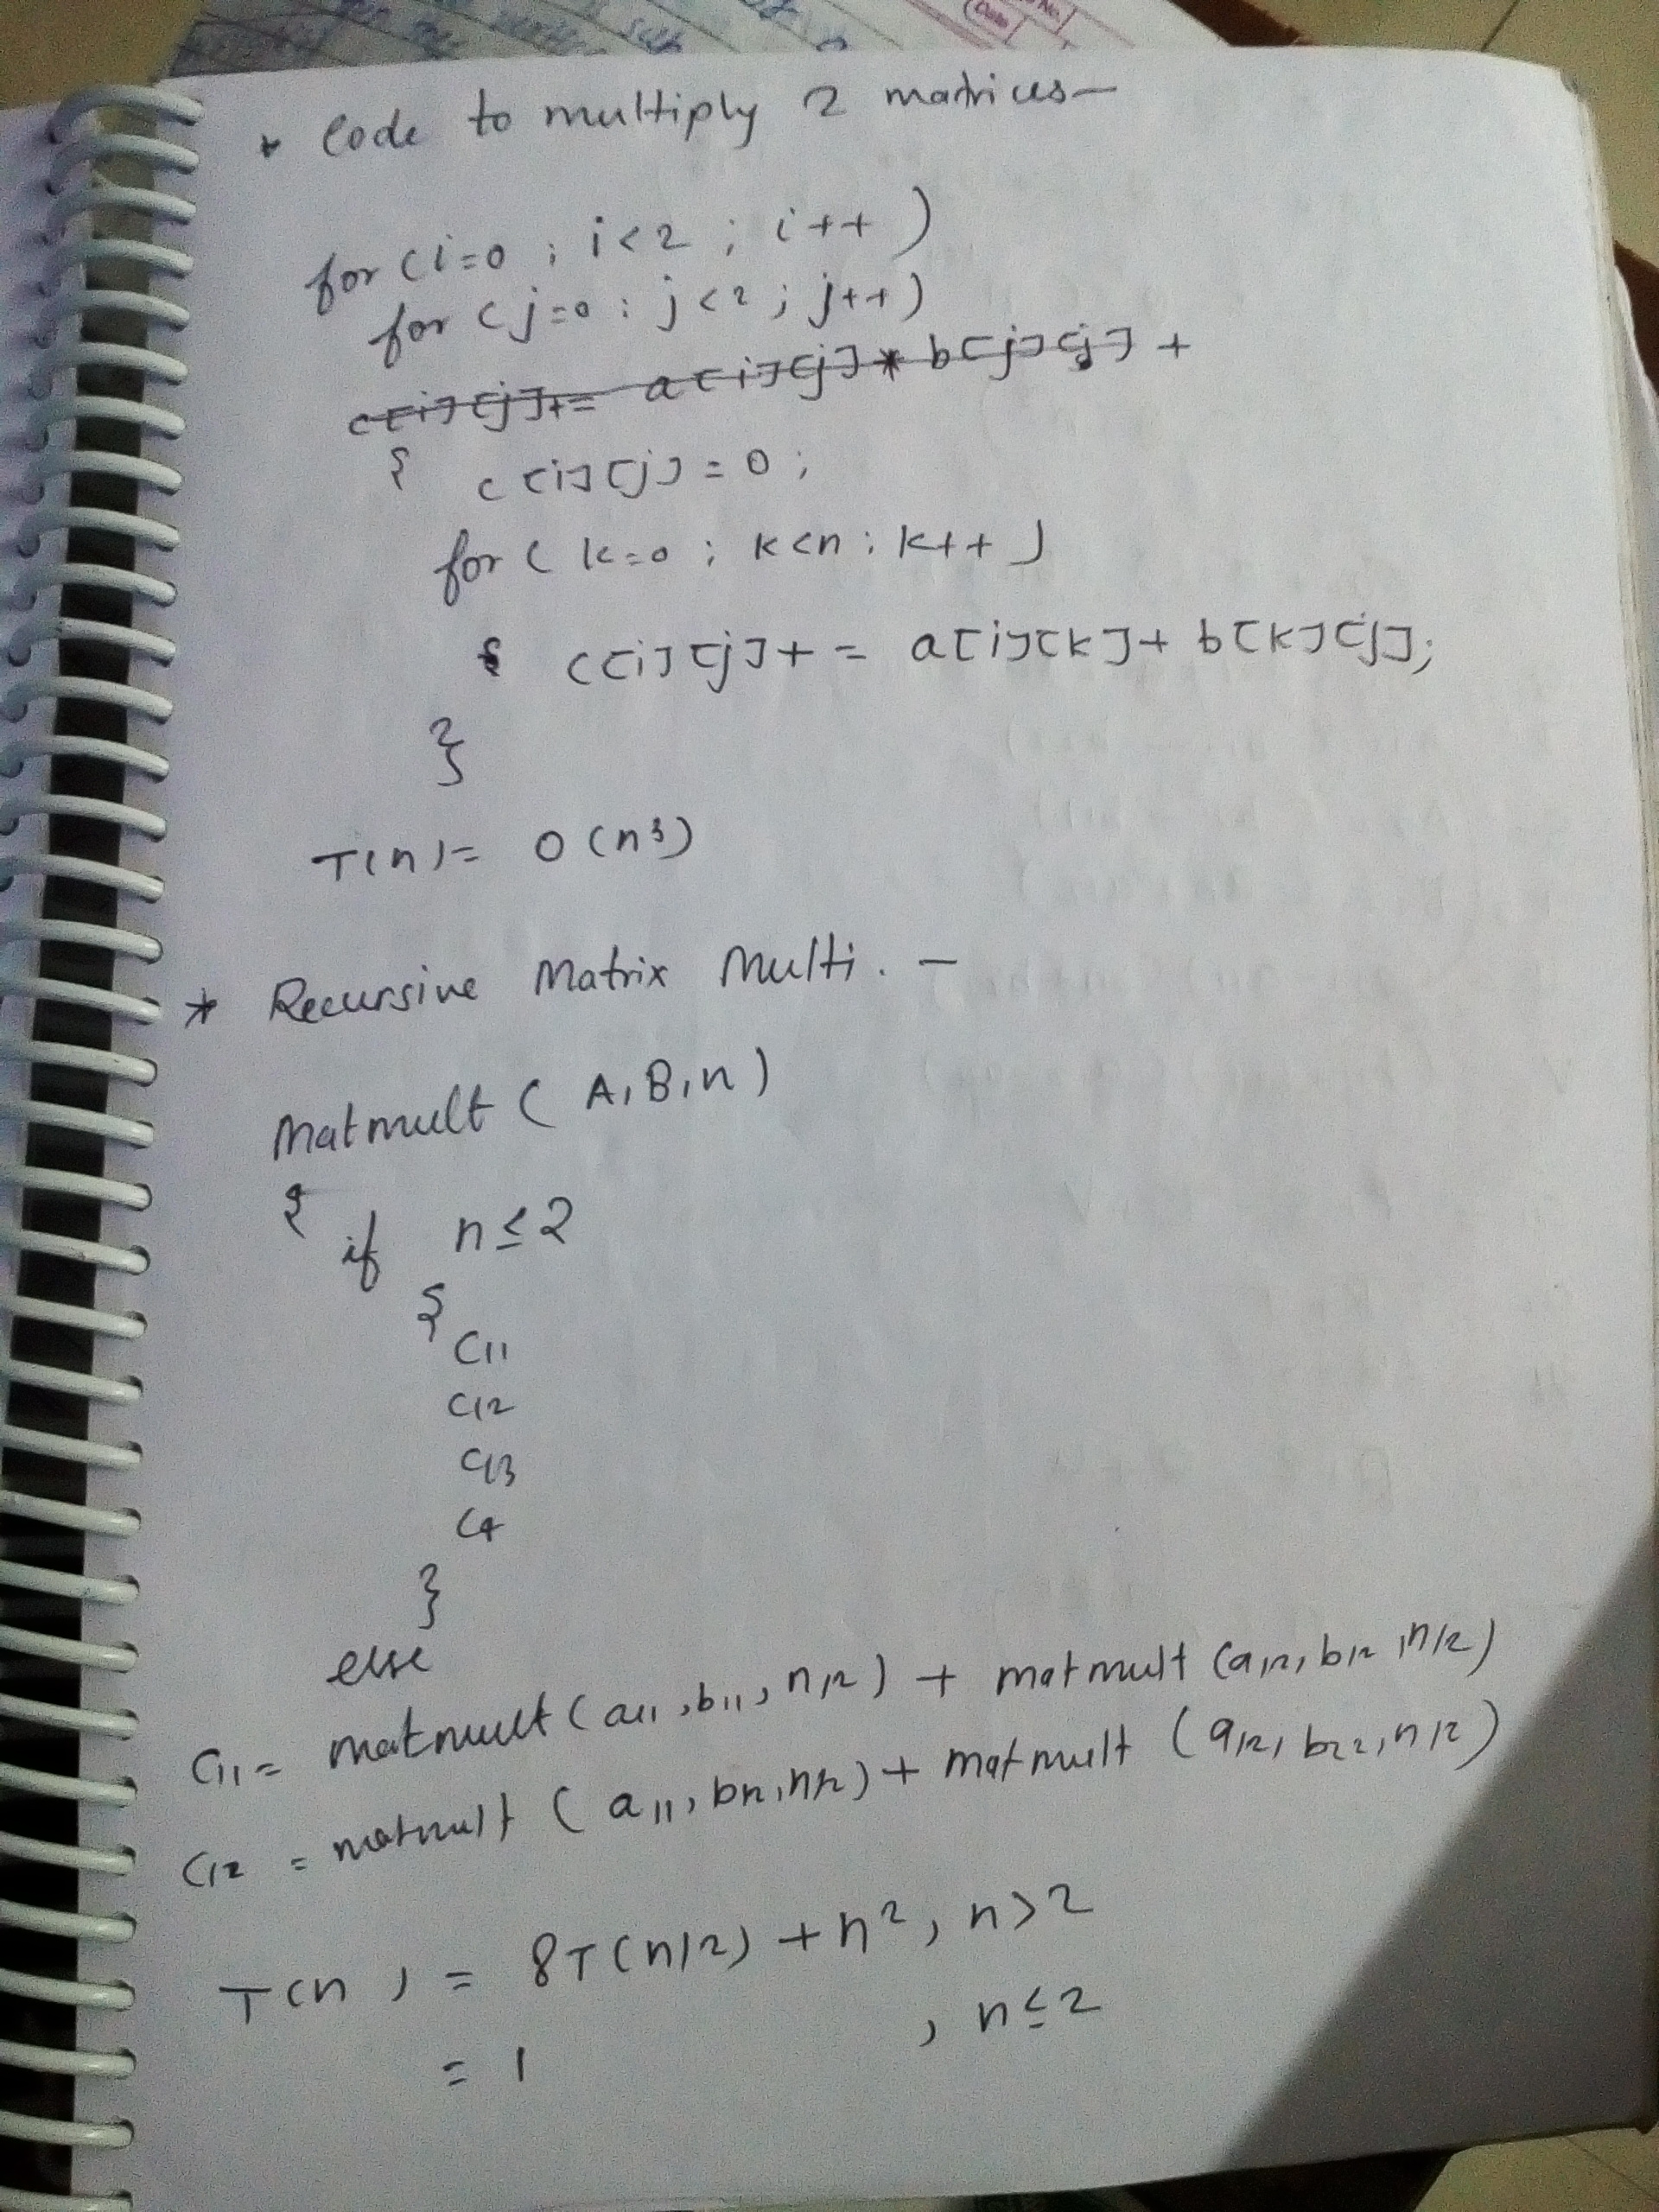 * Code to multiply 2 matrices—
for (i=0 ; i<2 ; i++ )
for (j=0 ; j<2 ; j++)
c[i][j]+= a[i][j]* b[j][j] +
{ c[i][j] = 0 ;
for ( k=0 ; k<n ; k++ )
{ c[i][j]+ = a[i][k]+ b[k][j];
}
T(n)= O(n³)
* Recursive Matrix Multi. —
Matmult ( A,B,n)
{ if n≤2
{
C11
C12
C13
C4
}
else
C11= matmult( a11 ,b11 , n/2 ) + matmult (a12, b12 ,n/2)
C12 = matmult ( a11, b12, n/2 ) + matmult (a12, b22, n/2)
T(n) = 8T(n/2) + n², n>2
= 1 , n≤2